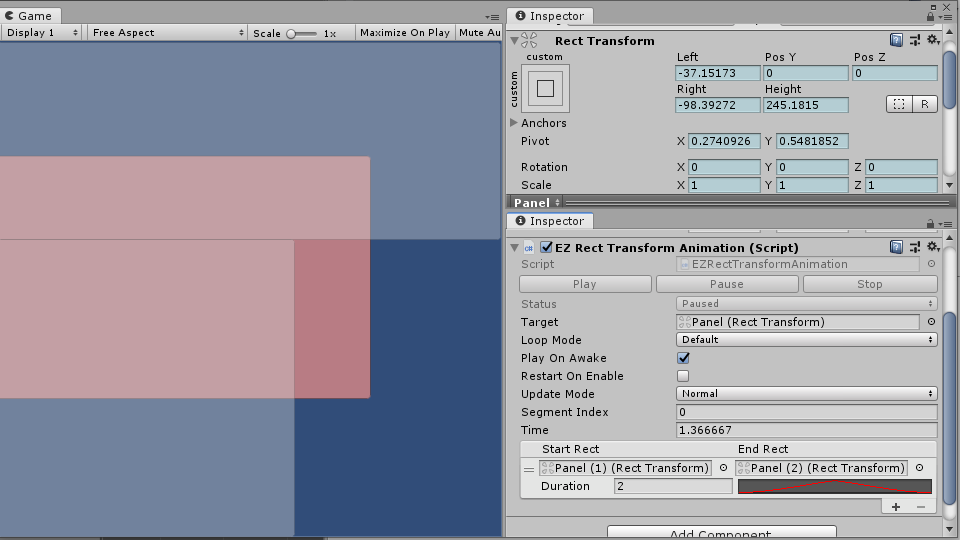 Game
Display 1 Free Aspect Scale 1x Maximize On Play Mute Au
Inspector
Rect Transform
custom
custom
Left Pos Y Pos Z
-37.15173 0 0
Right Height
-98.39272 245.1815
R
Anchors
Pivot X 0.2740926 Y 0.5481852
Rotation X 0 Y 0 Z 0
Scale X 1 Y 1 Z 1
Panel
Inspector
EZ Rect Transform Animation (Script)
Script EZRectTransformAnimation
Play Pause Stop
Status Paused
Target Panel (Rect Transform)
Loop Mode Default
Play On Awake
Restart On Enable
Update Mode Normal
Segment Index 0
Time 1.366667
Start Rect End Rect
Panel (1) (Rect Transform) Panel (2) (Rect Transform)
Duration 2
+ −
Add Component